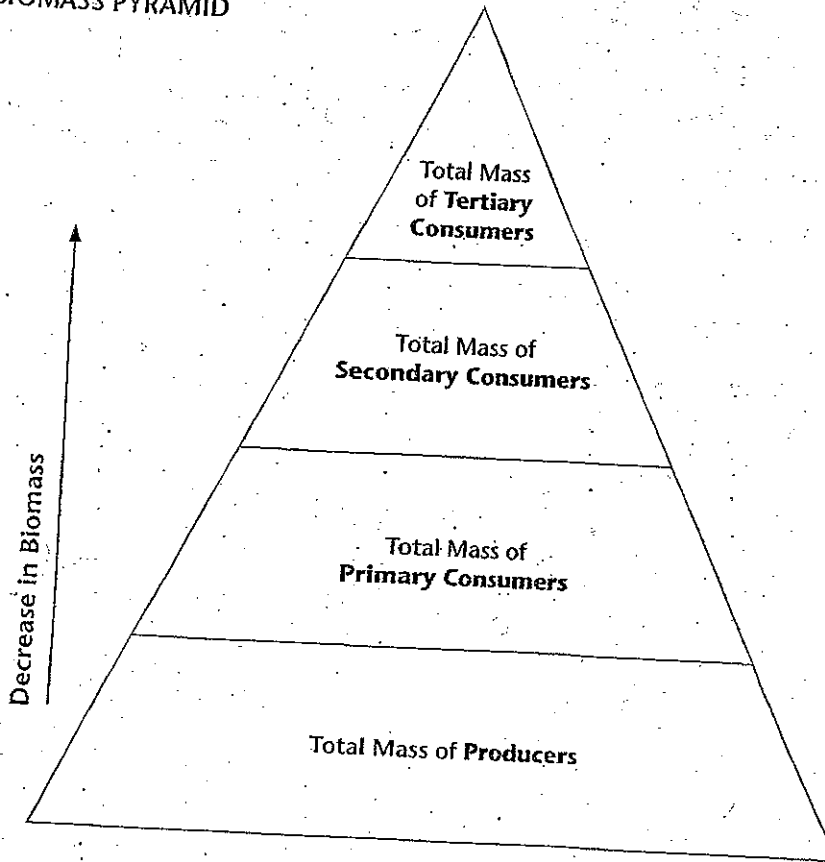 BIOMASS PYRAMID
Total Mass
of Tertiary
Consumers
Total Mass of
Secondary Consumers
Total Mass of
Primary Consumers
Total Mass of Producers
Decrease in Biomass